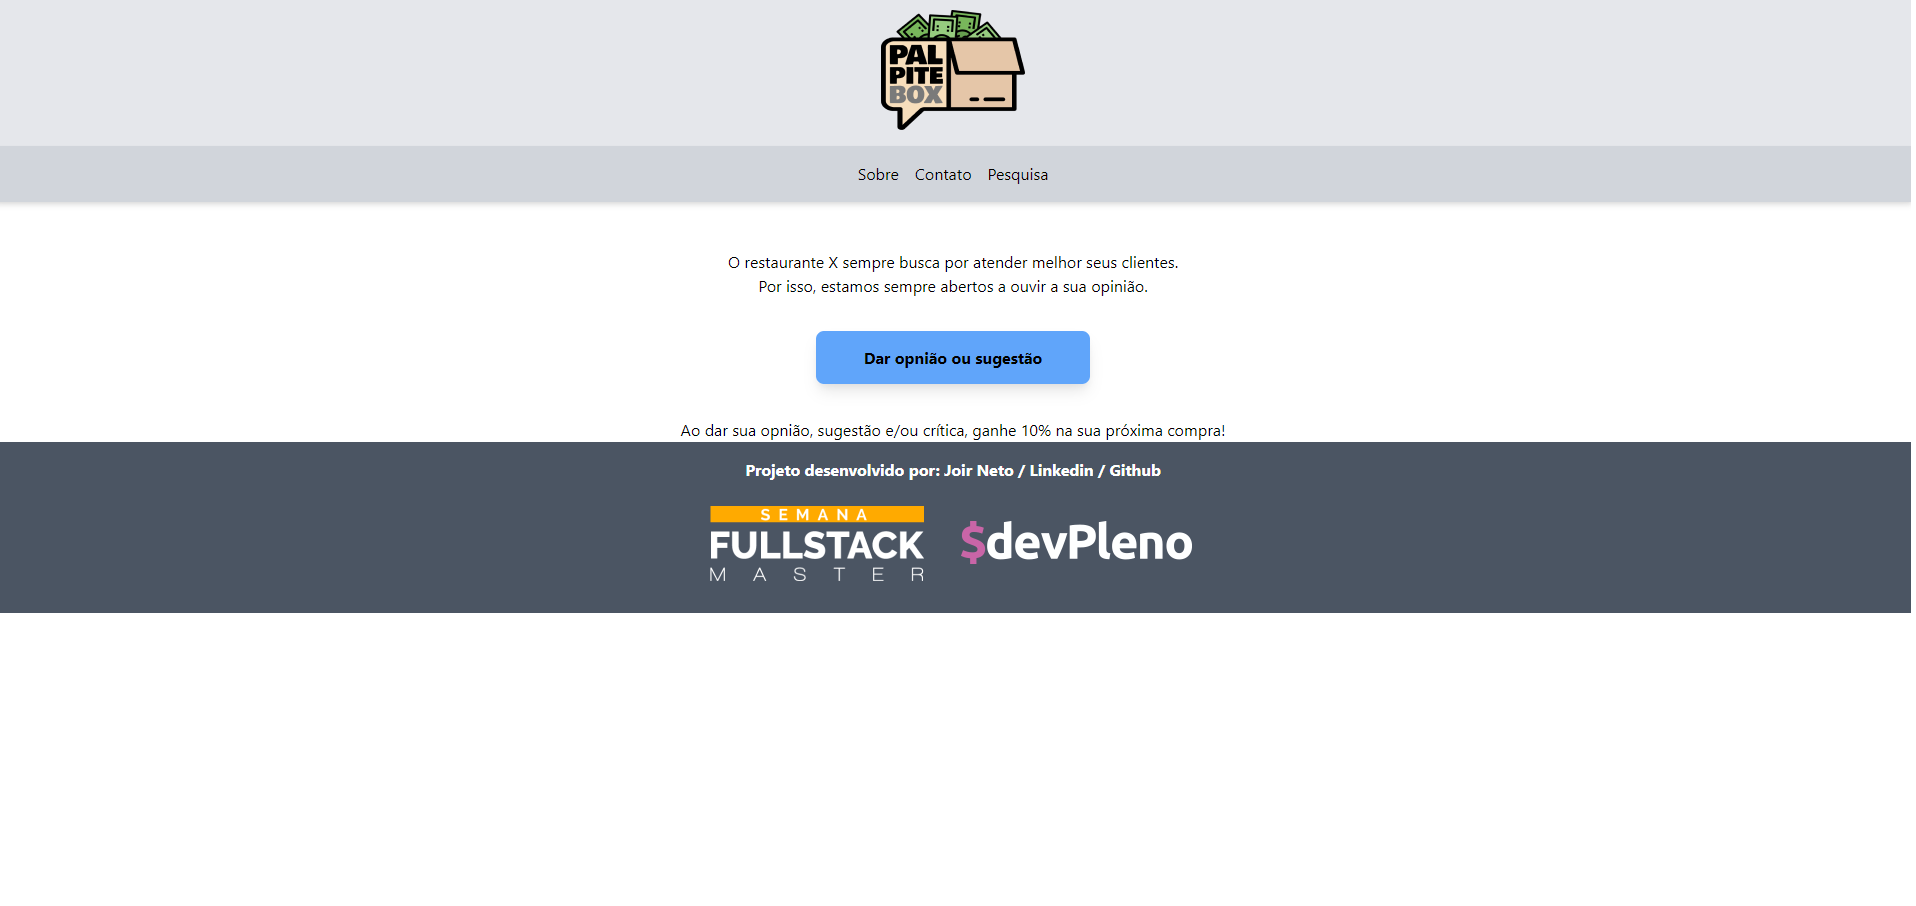 PAL
PITE
BOX
Sobre Contato Pesquisa
O restaurante X sempre busca por atender melhor seus clientes.
Por isso, estamos sempre abertos a ouvir a sua opinião.
Dar opnião ou sugestão
Ao dar sua opnião, sugestão e/ou crítica, ganhe 10% na sua próxima compra!
Projeto desenvolvido por: Joir Neto / Linkedin / Github
SEMANA
FULLSTACK
MASTER
$devPleno